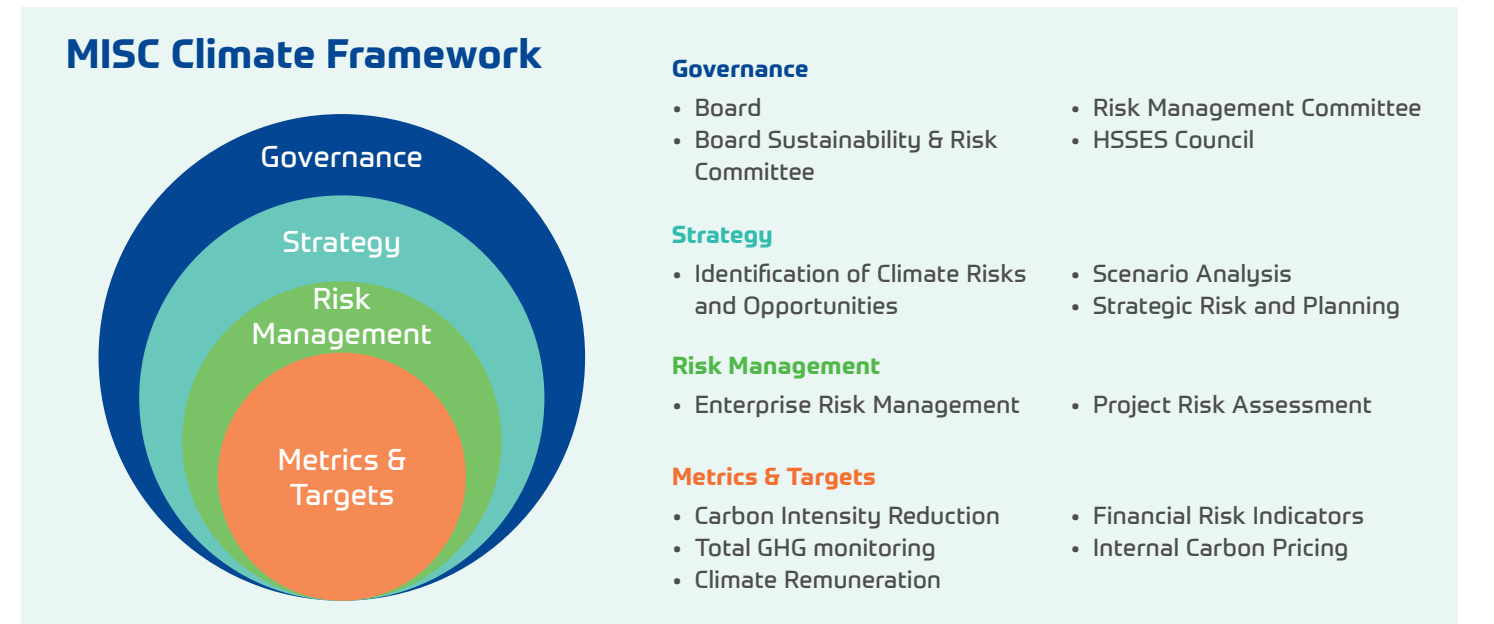 MISC Climate Framework
Governance
Strategy
Risk
Management
Metrics &
Targets
Governance
• Board
• Board Sustainability & Risk
Committee
• Risk Management Committee
• HSSES Council
Strategy
• Identification of Climate Risks
and Opportunities
• Scenario Analysis
• Strategic Risk and Planning
Risk Management
• Enterprise Risk Management
• Project Risk Assessment
Metrics & Targets
• Carbon Intensity Reduction
• Total GHG monitoring
• Climate Remuneration
• Financial Risk Indicators
• Internal Carbon Pricing